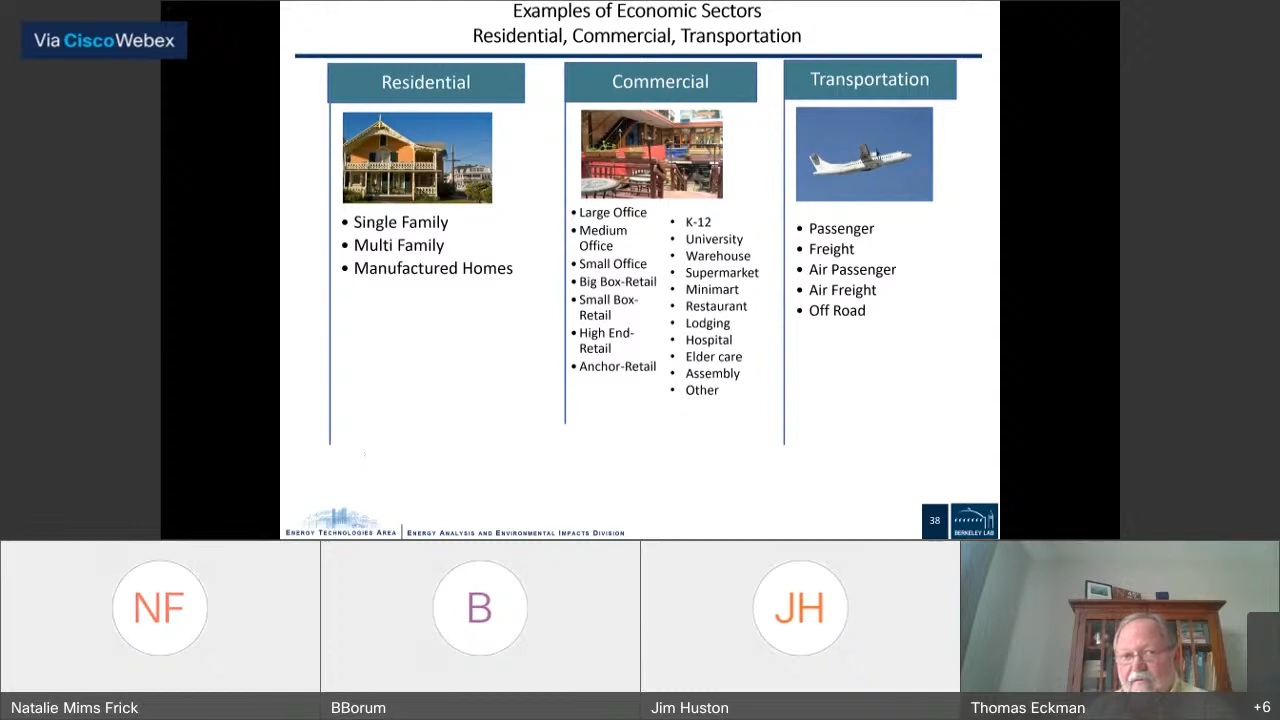 Via Cisco Webex
Examples of Economic Sectors
Residential, Commercial, Transportation
Residential
• Single Family
• Multi Family
• Manufactured Homes
Commercial
• Large Office
• Medium
Office
• Small Office
• Big Box-Retail
• Small Box-
Retail
• High End-
Retail
• Anchor-Retail
• K-12
• University
• Warehouse
• Supermarket
• Minimart
• Restaurant
• Lodging
• Hospital
• Elder care
• Assembly
• Other
Transportation
• Passenger
• Freight
• Air Passenger
• Air Freight
• Off Road
ENERGY TECHNOLOGIES AREA
ENERGY ANALYSIS AND ENVIRONMENTAL IMPACTS DIVISION
38
BERKELEY LAB
NF
B
JH
Natalie Mims Frick
BBorum
Jim Huston
Thomas Eckman
+6